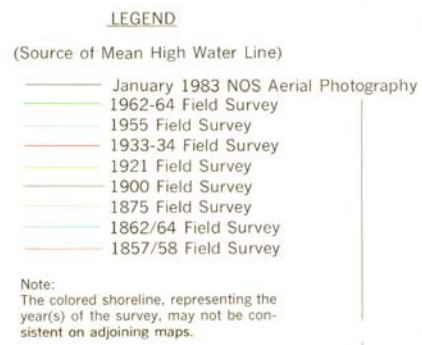 LEGEND
(Source of Mean High Water Line)
January 1983 NOS Aerial Photography
1962-64 Field Survey
1955 Field Survey
1933-34 Field Survey
1921 Field Survey
1900 Field Survey
1875 Field Survey
1862/64 Field Survey
1857/58 Field Survey
Note:
The colored shoreline, representing the
year(s) of the survey, may not be con-
sistent on adjoining maps.